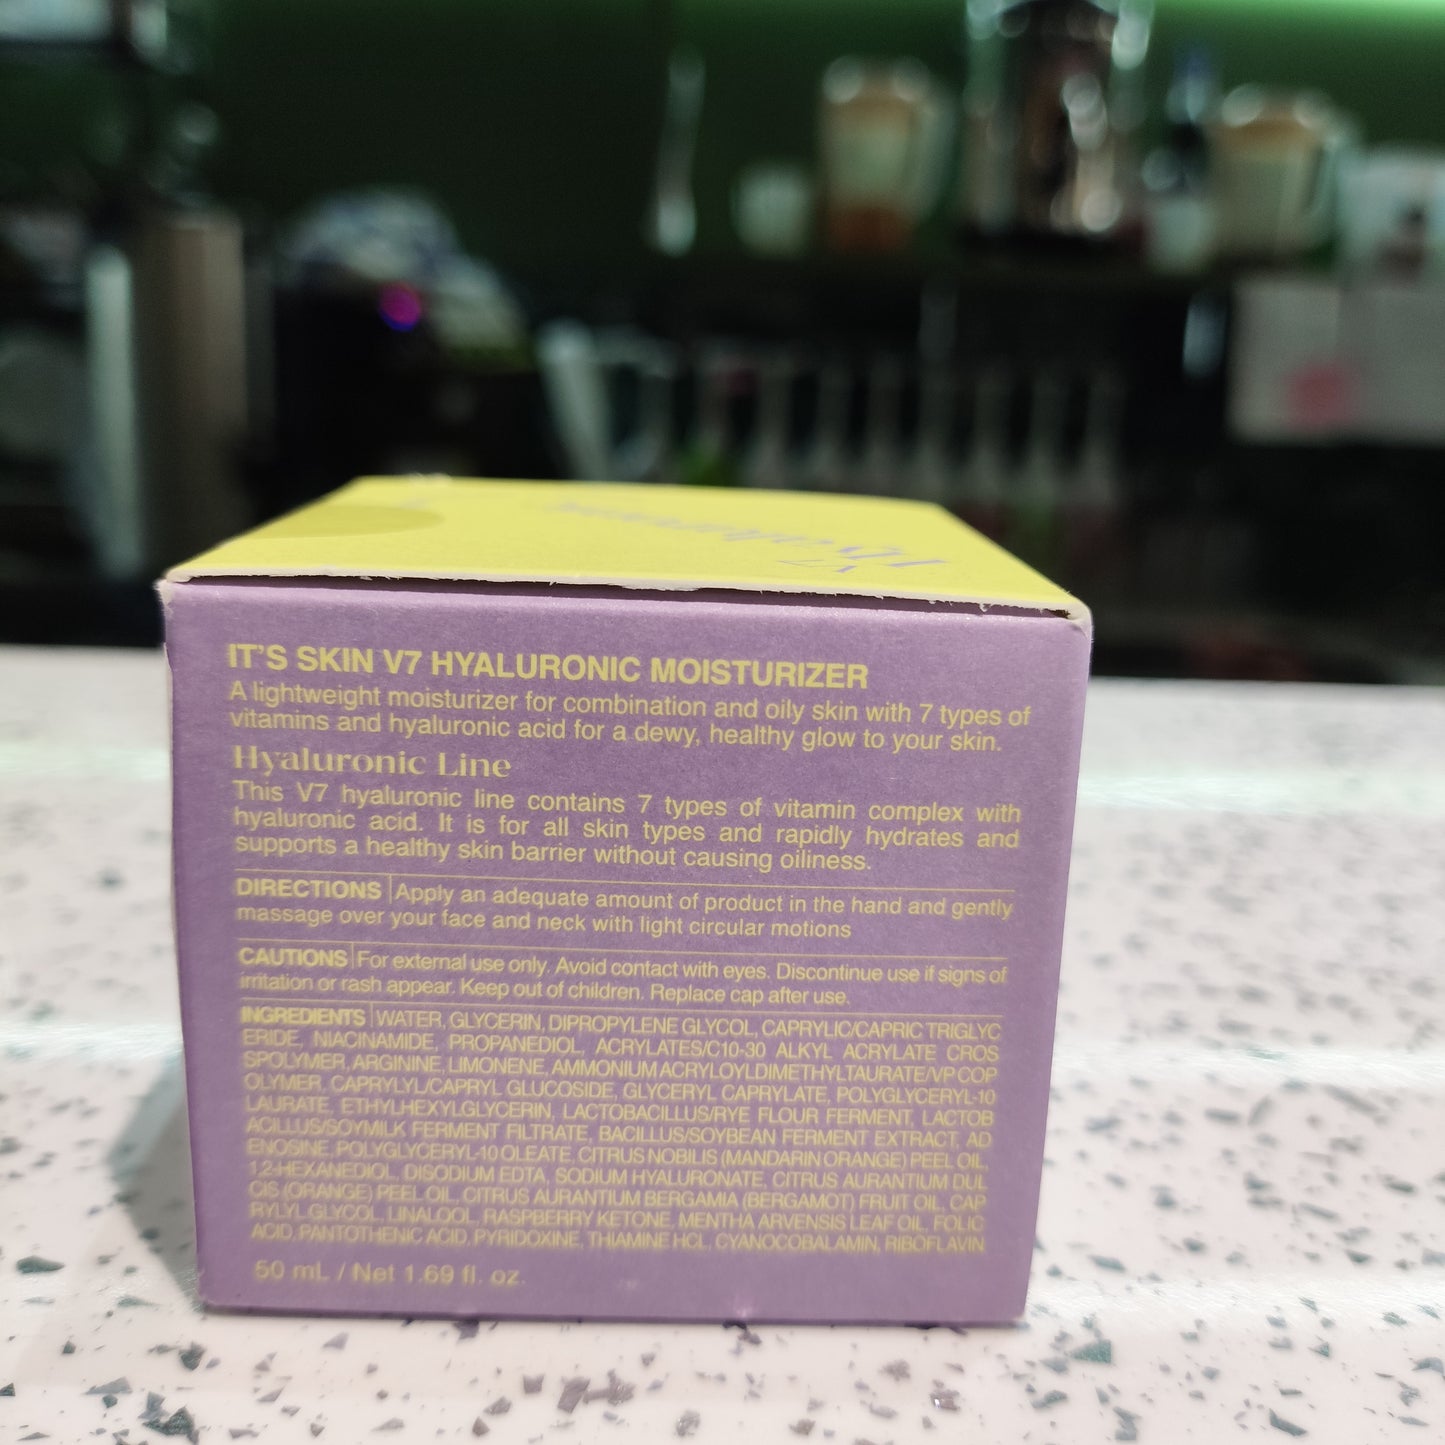 V7
Hyaluronic
IT'S SKIN V7 HYALURONIC MOISTURIZER
A lightweight moisturizer for combination and oily skin with 7 types of
vitamins and hyaluronic acid for a dewy, healthy glow to your skin.
Hyaluronic Line
This V7 hyaluronic line contains 7 types of vitamin complex with
hyaluronic acid. It is for all skin types and rapidly hydrates and
supports a healthy skin barrier without causing oiliness.
DIRECTIONS | Apply an adequate amount of product in the hand and gently
massage over your face and neck with light circular motions
CAUTIONS | For external use only. Avoid contact with eyes. Discontinue use if signs of
irritation or rash appear. Keep out of children. Replace cap after use.
INGREDIENTS | WATER, GLYCERIN, DIPROPYLENE GLYCOL, CAPRYLIC/CAPRIC TRIGLYC
ERIDE, NIACINAMIDE, PROPANEDIOL, ACRYLATES/C10-30 ALKYL ACRYLATE CROS
SPOLYMER, ARGININE, LIMONENE, AMMONIUM ACRYLOYLDIMETHYLTAURATE/VP COP
OLYMER, CAPRYLYL/CAPRYL GLUCOSIDE, GLYCERYL CAPRYLATE, POLYGLYCERYL-10
LAURATE, ETHYLHEXYLGLYCERIN, LACTOBACILLUS/RYE FLOUR FERMENT, LACTOB
ACILLUS/SOYMILK FERMENT FILTRATE, BACILLUS/SOYBEAN FERMENT EXTRACT, AD
ENOSINE, POLYGLYCERYL-10 OLEATE, CITRUS NOBILIS (MANDARIN ORANGE) PEEL OIL,
1,2-HEXANEDIOL, DISODIUM EDTA, SODIUM HYALURONATE, CITRUS AURANTIUM DUL
CIS (ORANGE) PEEL OIL, CITRUS AURANTIUM BERGAMIA (BERGAMOT) FRUIT OIL, CAP
RYLYL GLYCOL, LINALOOL, RASPBERRY KETONE, MENTHA ARVENSIS LEAF OIL, FOLIC
ACID, PANTOTHENIC ACID, PYRIDOXINE, THIAMINE HCL, CYANOCOBALAMIN, RIBOFLAVIN
50 mL / Net 1.69 fl. oz.